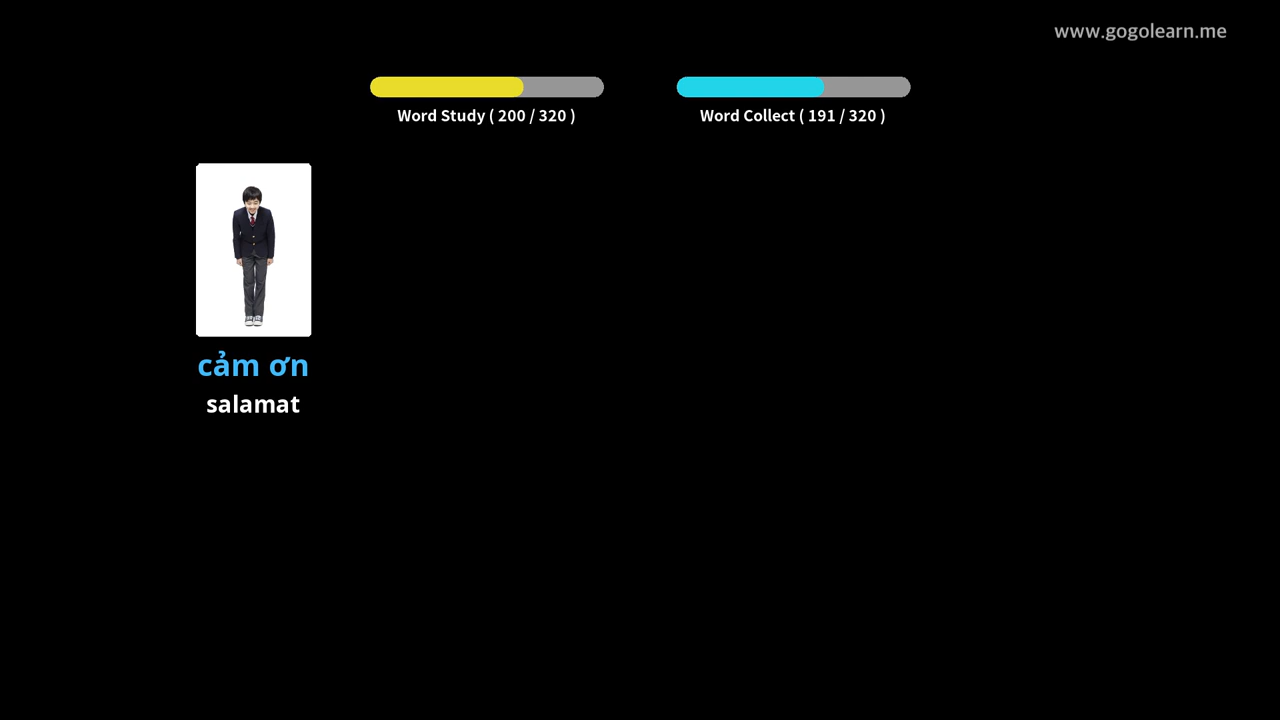 www.gogolearn.me
Word Study ( 200 / 320 )
Word Collect ( 191 / 320 )
cảm ơn
salamat